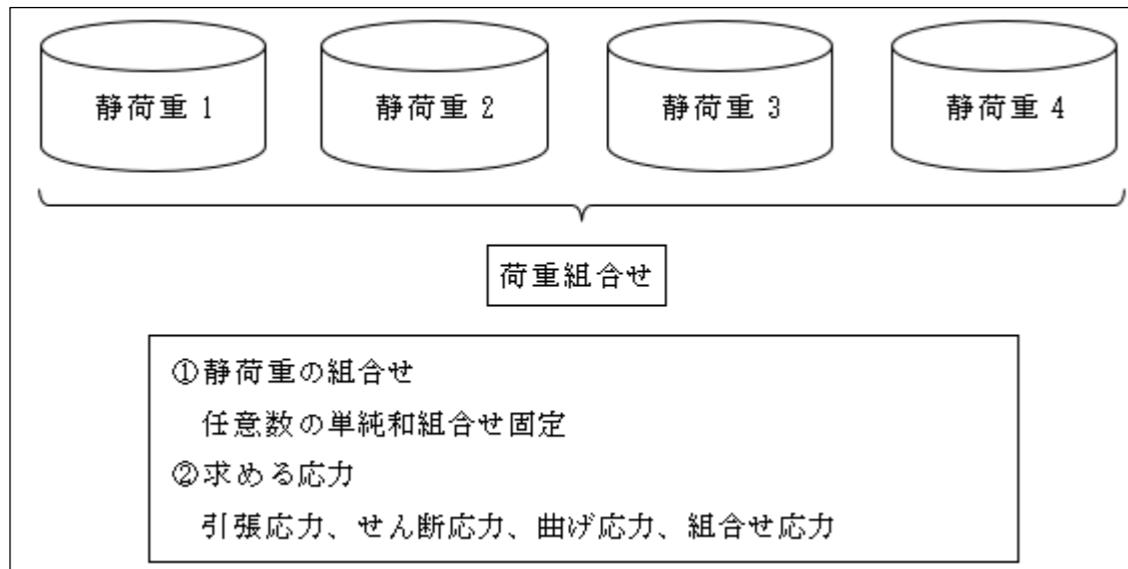 静荷重 1
静荷重 2
静荷重 3
静荷重 4
荷重組合せ
①静荷重の組合せ
任意数の単純和組合せ固定
②求める応力
引張応力、せん断応力、曲げ応力、組合せ応力